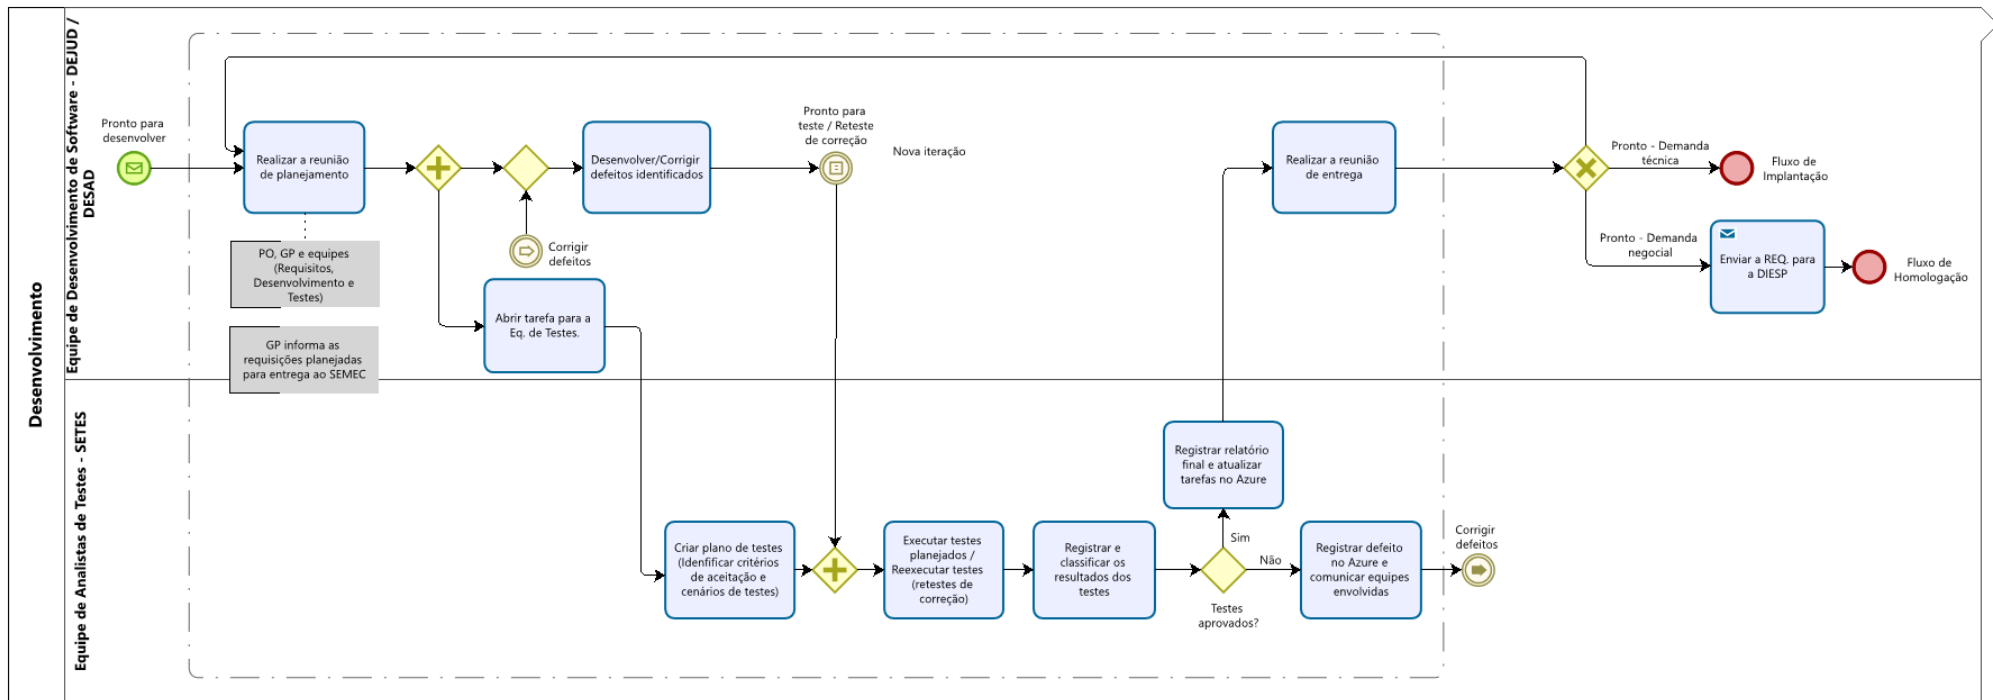 Desenvolvimento
Equipe de Desenvolvimento de Software - DEJUD /
DESAD
Pronto para
desenvolver
Realizar a reunião
de planejamento
PO, GP e equipes
(Requisitos,
Desenvolvimento e
Testes)
GP informa as
requisições planejadas
para entrega ao SEMEC
Corrigir
defeitos
Abrir tarefa para a
Eq. de Testes.
Desenvolver/Corrigir
defeitos identificados
Pronto para
teste / Reteste
de correção
Nova iteração
Realizar a reunião
de entrega
Pronto - Demanda
técnica
Fluxo de
Implantação
Pronto - Demanda
negocial
Enviar a REQ. para
a DIESP
Fluxo de
Homologação
Equipe de Analistas de Testes - SETES
Criar plano de testes
(Idenfificar critérios
de aceitação e
cenários de testes)
Executar testes
planejados /
Reexecutar testes
(retestes de
correção)
Registrar e
classificar os
resultados dos
testes
Registrar relatório
final e atualizar
tarefas no Azure
Sim
Não
Testes
aprovados?
Registrar defeito
no Azure e
comunicar equipes
envolvidas
Corrigir
defeitos